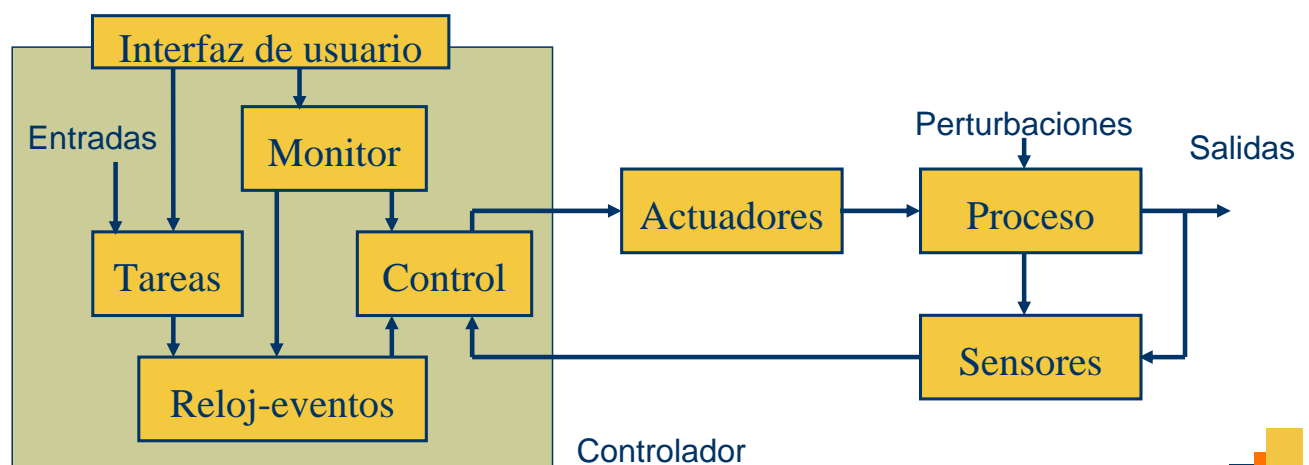 Interfaz de usuario
Entradas
Monitor
Perturbaciones
Salidas
Actuadores
Proceso
Tareas
Control
Sensores
Reloj-eventos
Controlador